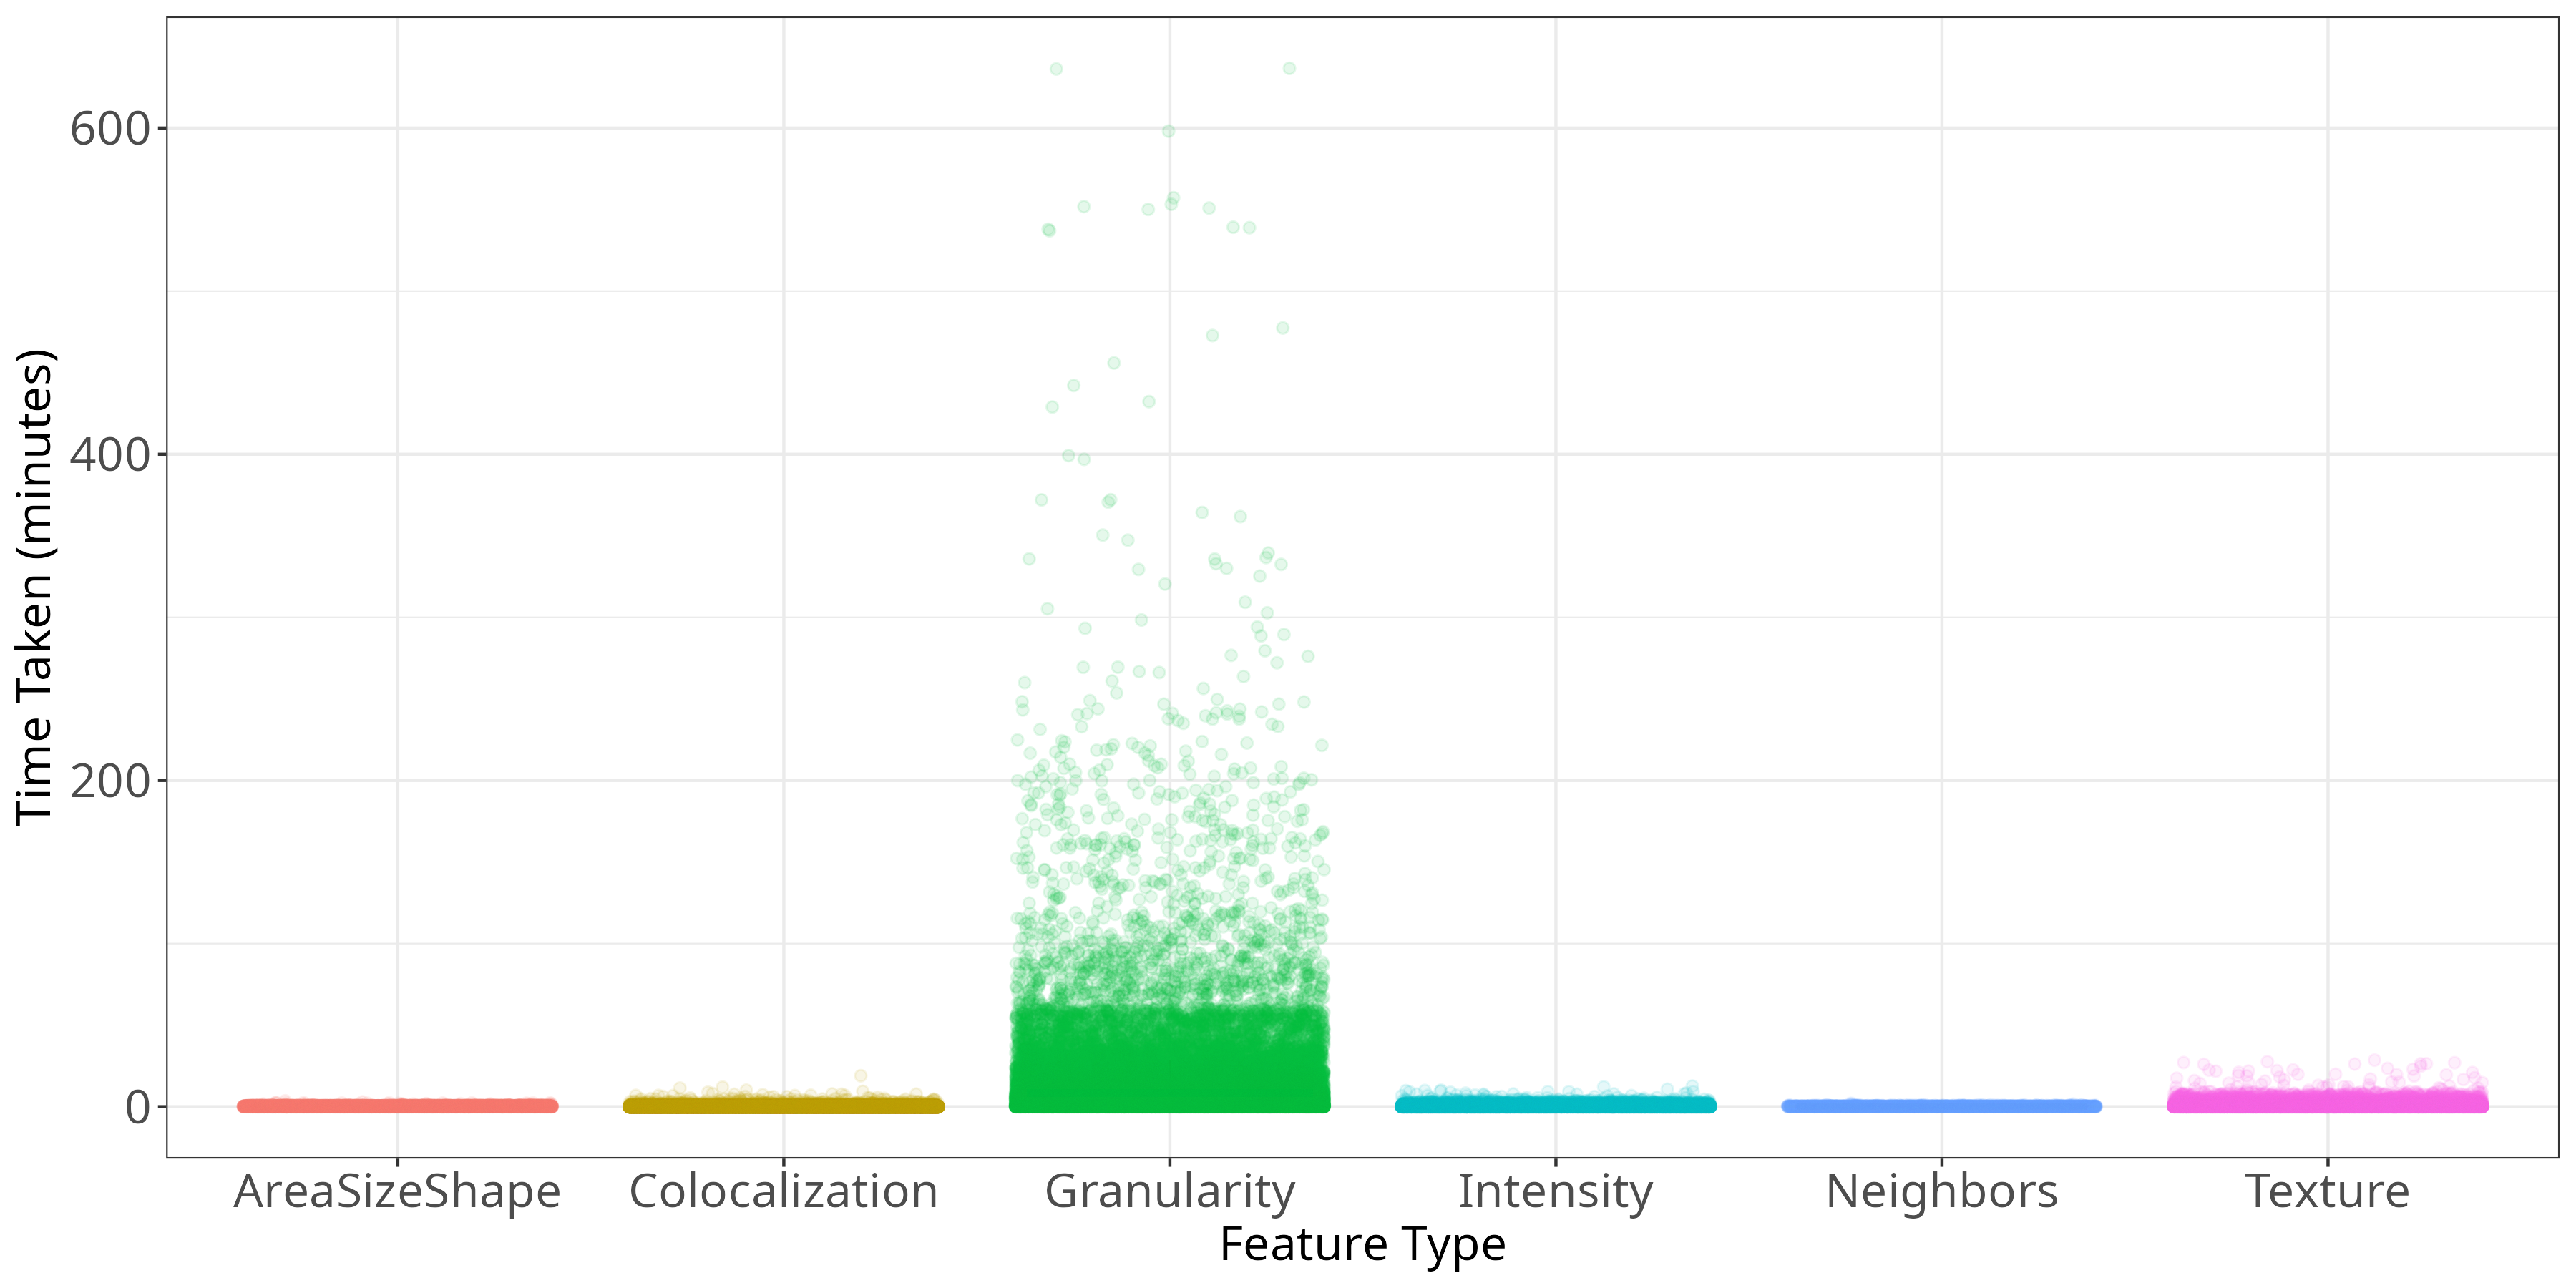 Time Taken (minutes)
600
400
200
0
AreaSizeShape Colocalization Granularity Intensity Neighbors Texture
Feature Type